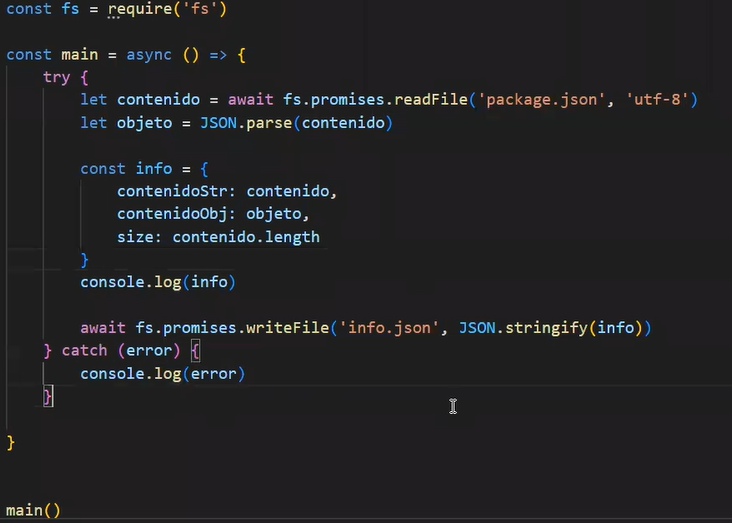 const fs = require('fs')
const main = async () => {
try {
let contenido = await fs.promises.readFile('package.json', 'utf-8')
let objeto = JSON.parse(contenido)
const info = {
contenidoStr: contenido,
contenidoObj: objeto,
size: contenido.length
}
console.log(info)
await fs.promises.writeFile('info.json', JSON.stringify(info))
} catch (error) {
console.log(error)
}
}
main()